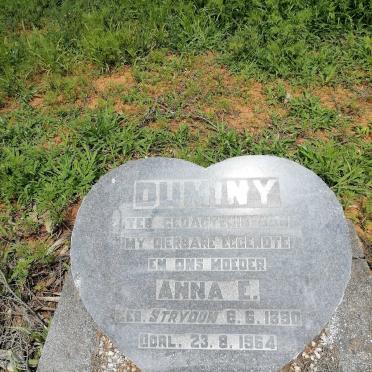 DUMINY
TER GEDAGTENIS AAN
MY DIERBARE EGGENOTE
EN ONS MOEDER
ANNA E.
GEB. STRYDOM 6.6.1890
OORL. 23.8.1964